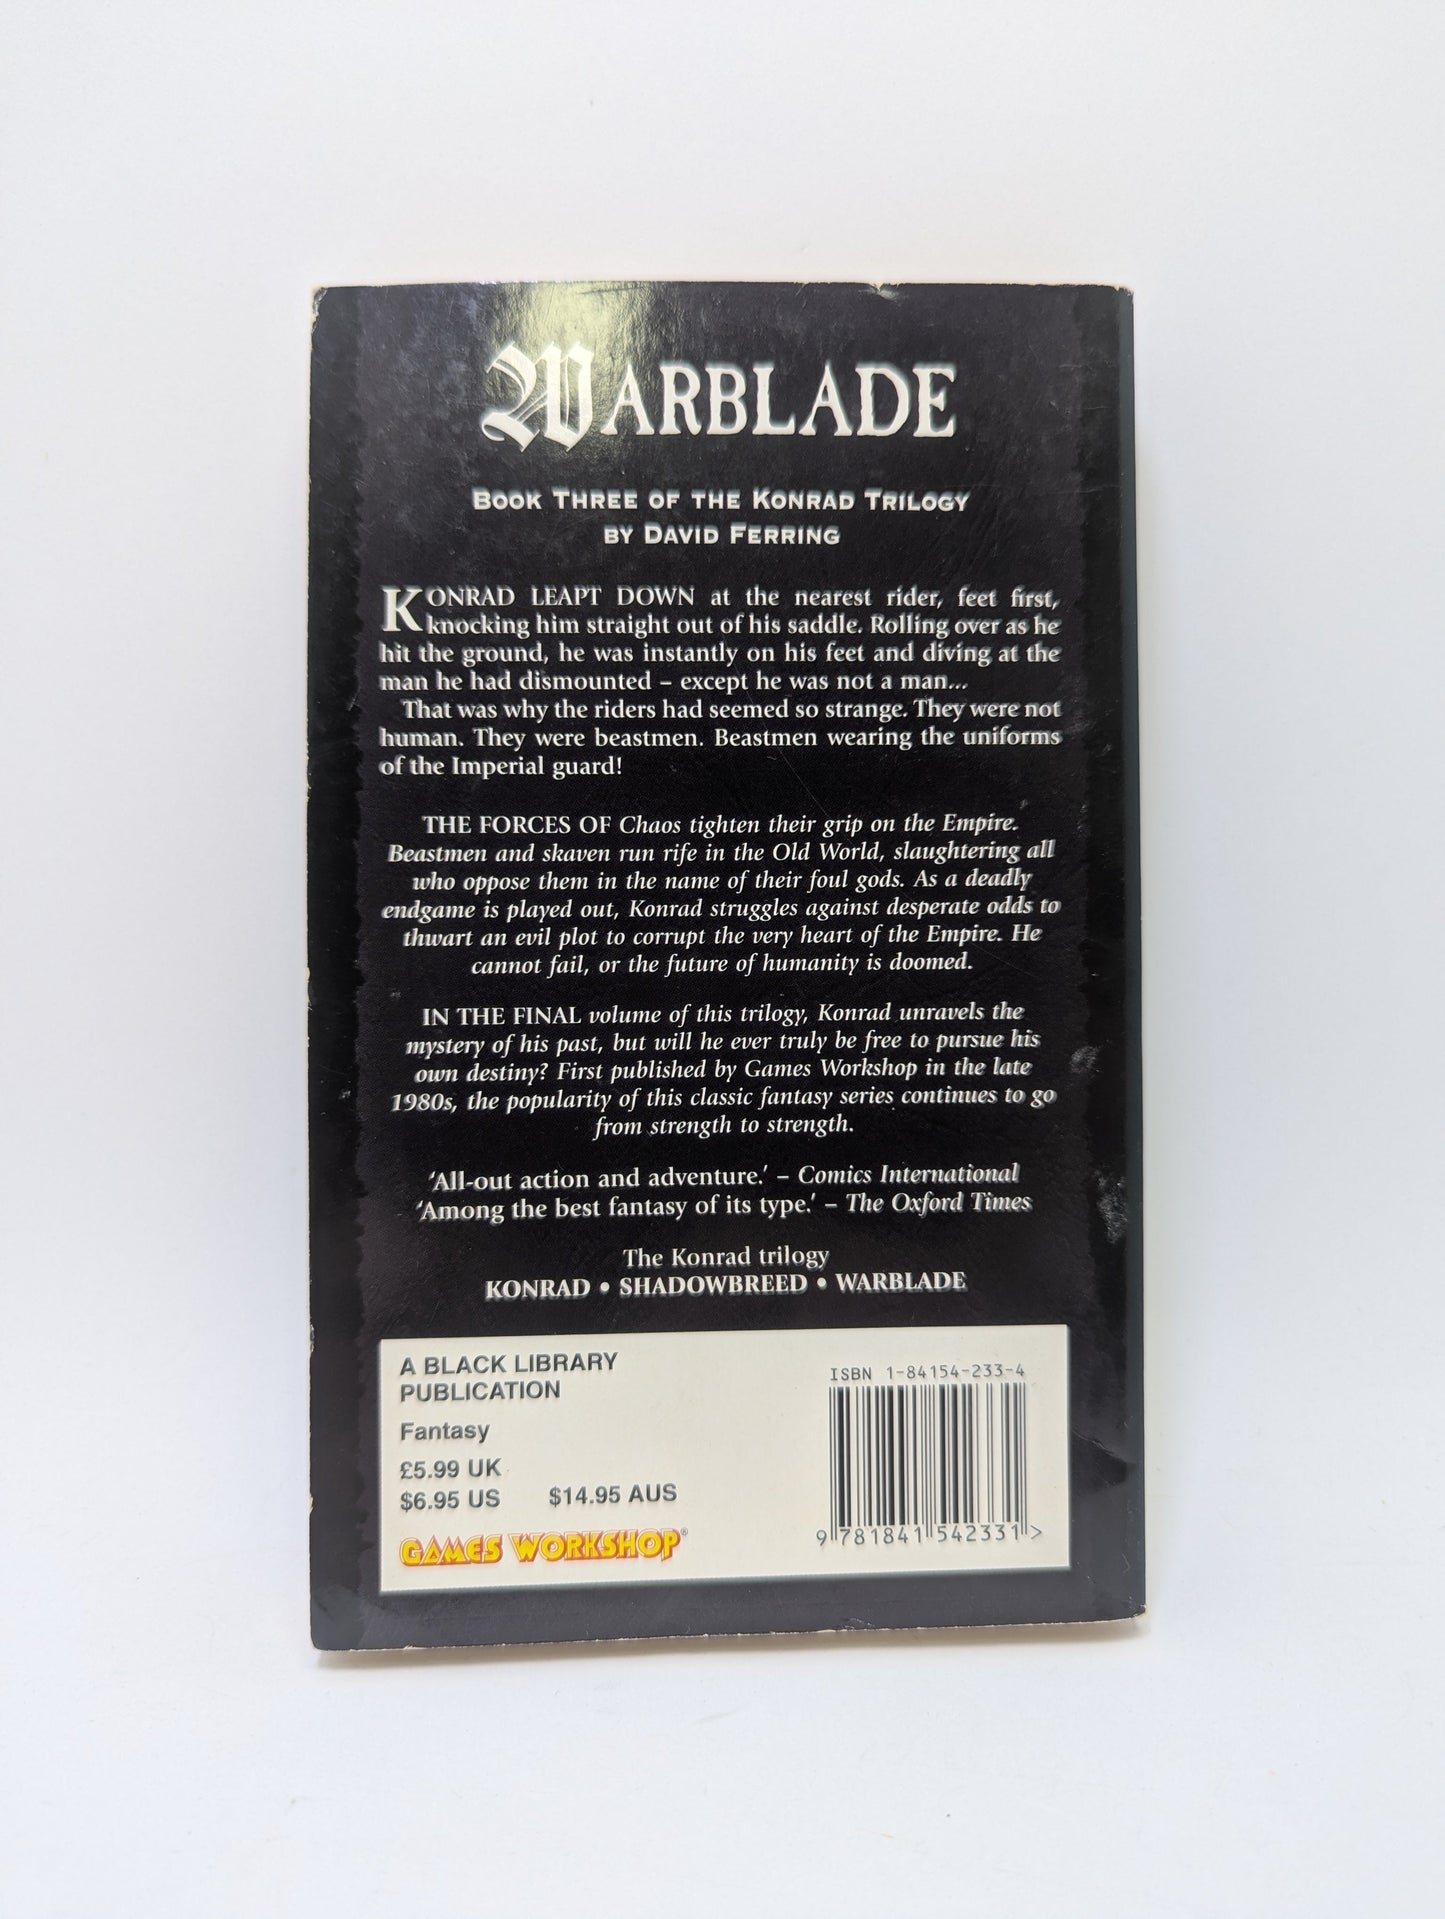 WARBLADE
BOOK THREE OF THE KONRAD TRILOGY
BY DAVID FERRING
KONRAD LEAPT DOWN at the nearest rider, feet first,
knocking him straight out of his saddle. Rolling over as he
hit the ground, he was instantly on his feet and diving at the
man he had dismounted – except he was not a man...
That was why the riders had seemed so strange. They were not
human. They were beastmen. Beastmen wearing the uniforms
of the Imperial guard!
THE FORCES OF Chaos tighten their grip on the Empire.
Beastmen and skaven run rife in the Old World, slaughtering all
who oppose them in the name of their foul gods. As a deadly
endgame is played out, Konrad struggles against desperate odds to
thwart an evil plot to corrupt the very heart of the Empire. He
cannot fail, or the future of humanity is doomed.
IN THE FINAL volume of this trilogy, Konrad unravels the
mystery of his past, but will he ever truly be free to pursue his
own destiny? First published by Games Workshop in the late
1980s, the popularity of this classic fantasy series continues to go
from strength to strength.
'All-out action and adventure.' – Comics International
'Among the best fantasy of its type.' – The Oxford Times
The Konrad trilogy
KONRAD • SHADOWBREED • WARBLADE
A BLACK LIBRARY
PUBLICATION
Fantasy
£5.99 UK
$6.95 US $14.95 AUS
GAMES WORKSHOP®
ISBN 1-84154-233-4
9 781841 542331 >